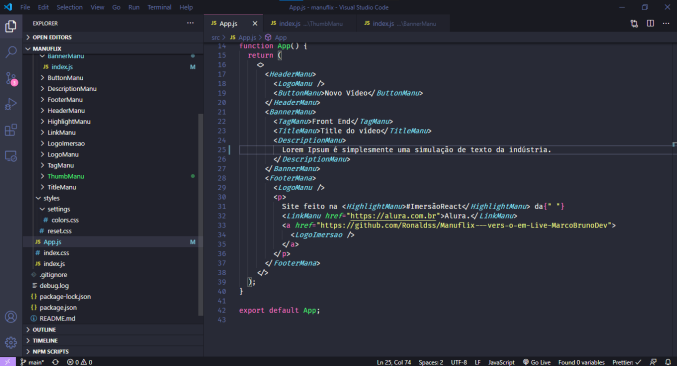 File Edit Selection View Go Run Terminal Help
App.js - manuflix - Visual Studio Code
EXPLORER
OPEN EDITORS
MANUFLIX
BannerManu
index.js M
ButtonManu
DescriptionManu
FooterManu
HeaderManu
HighlightManu
LinkManu
LogoImersao
LogoManu
TagManu
ThumbManu
TitleManu
styles
settings
colors.css
reset.css
App.js M
index.css
index.js
.gitignore
debug.log
package-lock.json
package.json
README.md
OUTLINE
TIMELINE
NPM SCRIPTS
App.js
index.js ...\ThumbManu
index.js ...\BannerManu
src > App.js > App
14 function App() {
15 return (
16 <>
17 <HeaderManu>
18 <LogoManu />
19 <ButtonManu>Novo Video</ButtonManu>
20 </HeaderManu>
21 <BannerManu>
22 <TagManu>Front End</TagManu>
23 <TitleManu>Title do video</TitleManu>
24 <DescriptionManu>
25 Lorem Ipsum é simplesmente uma simulação de texto da indústria.
26 </DescriptionManu>
27 </BannerManu>
28 <FooterManu>
29 <LogoManu />
30 <p>
31 Site feito na <HighlightManu>#ImersãoReact</HighlightManu> da{" "}
32 <LinkManu href="https://alura.com.br">Alura.</LinkManu>
33 <a href="https://github.com/Ronaldss/Manuflix---vers-o-em-Live-MarcoBrunoDev">
34 <LogoImersao />
35 </a>
36 </p>
37 </FooterManu>
38 </>
39 );
40 }
41
42 export default App;
43
main* 0 0
Ln 25, Col 74 Spaces: 2 UTF-8 LF JavaScript Go Live Found 0 variables Prettier